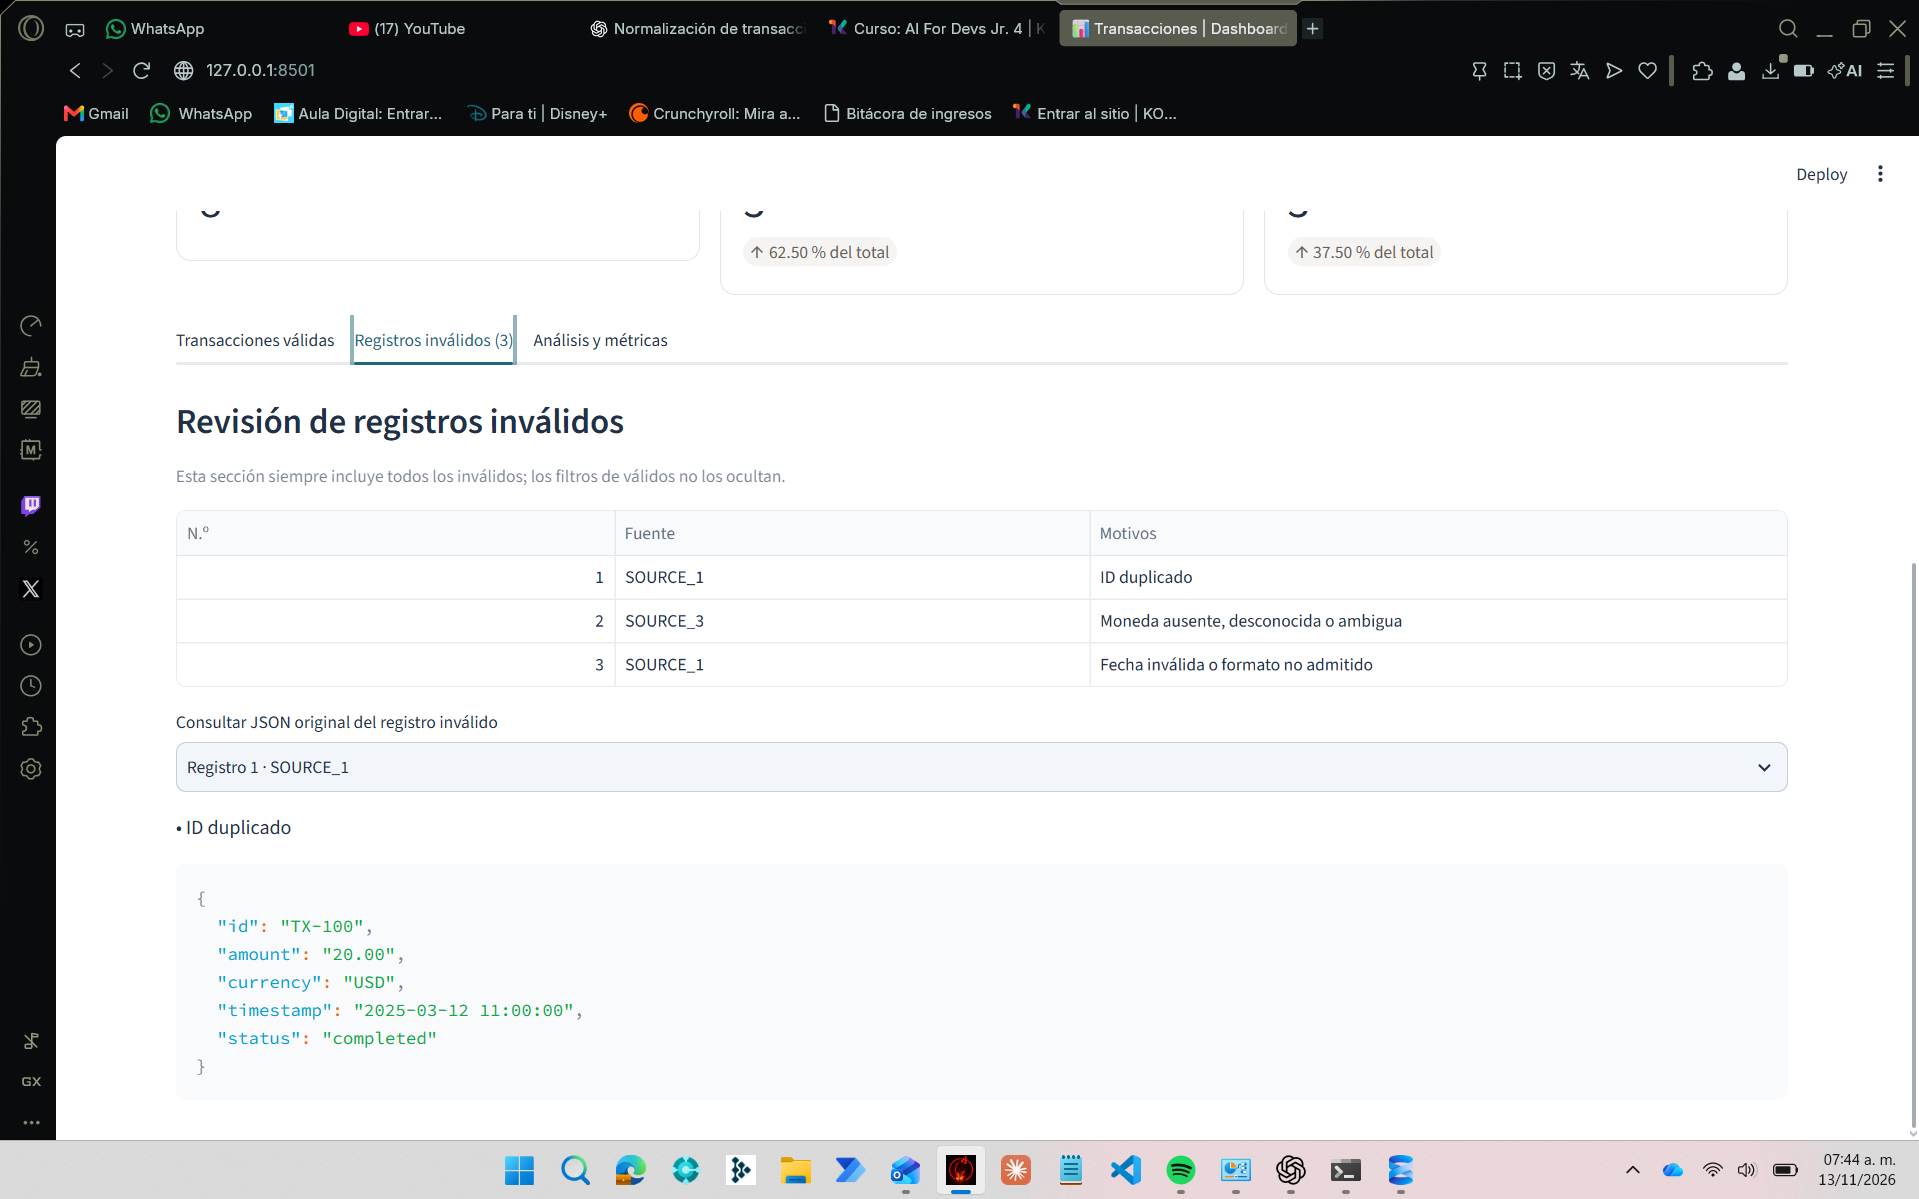 WhatsApp
(17) YouTube
Normalización de transacci
Curso: AI For Devs Jr. 4 | K
Transacciones | Dashboard
127.0.0.1:8501
AI
Gmail
WhatsApp
Aula Digital: Entrar...
Para ti | Disney+
Crunchyroll: Mira a...
Bitácora de ingresos
Entrar al sitio | KO...
Deploy
↑ 62.50 % del total
↑ 37.50 % del total
Transacciones válidas
Registros inválidos (3)
Análisis y métricas
Revisión de registros inválidos
Esta sección siempre incluye todos los inválidos; los filtros de válidos no los ocultan.
N.º Fuente Motivos
1 SOURCE_1 ID duplicado
2 SOURCE_3 Moneda ausente, desconocida o ambigua
3 SOURCE_1 Fecha inválida o formato no admitido
Consultar JSON original del registro inválido
Registro 1 · SOURCE_1
• ID duplicado
{
"id": "TX-100",
"amount": "20.00",
"currency": "USD",
"timestamp": "2025-03-12 11:00:00",
"status": "completed"
}
M
GX
07:44 a. m.
13/11/2026